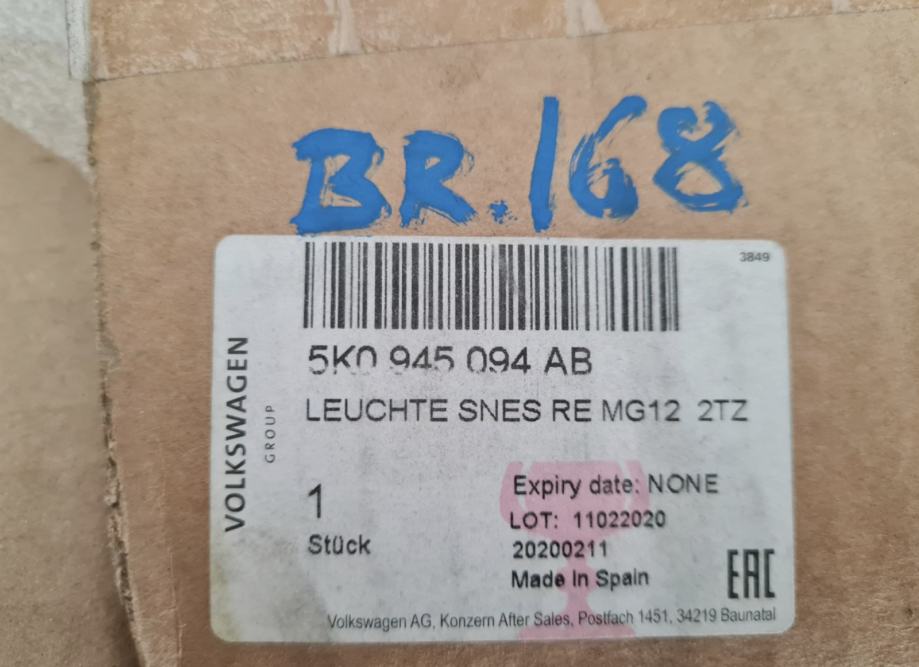 BR.168
3849
5K0 945 094 AB
LEUCHTE SNES RE MG12 2TZ
VOLKSWAGEN
GROUP
1
Stück
Expiry date: NONE
LOT: 11022020
20200211
Made In Spain
EAC
Volkswagen AG, Konzern After Sales, Postfach 1451, 34219 Baunatal